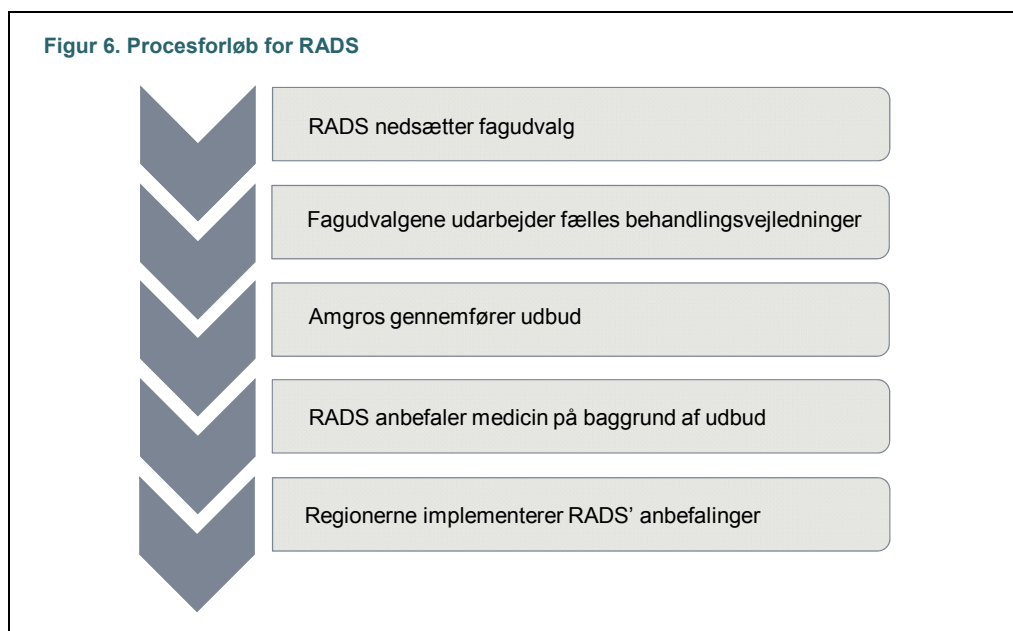 Figur 6. Procesforløb for RADS
RADS nedsætter fagudvalg
Fagudvalgene udarbejder fælles behandlingsvejledninger
Amgros gennemfører udbud
RADS anbefaler medicin på baggrund af udbud
Regionerne implementerer RADS’ anbefalinger